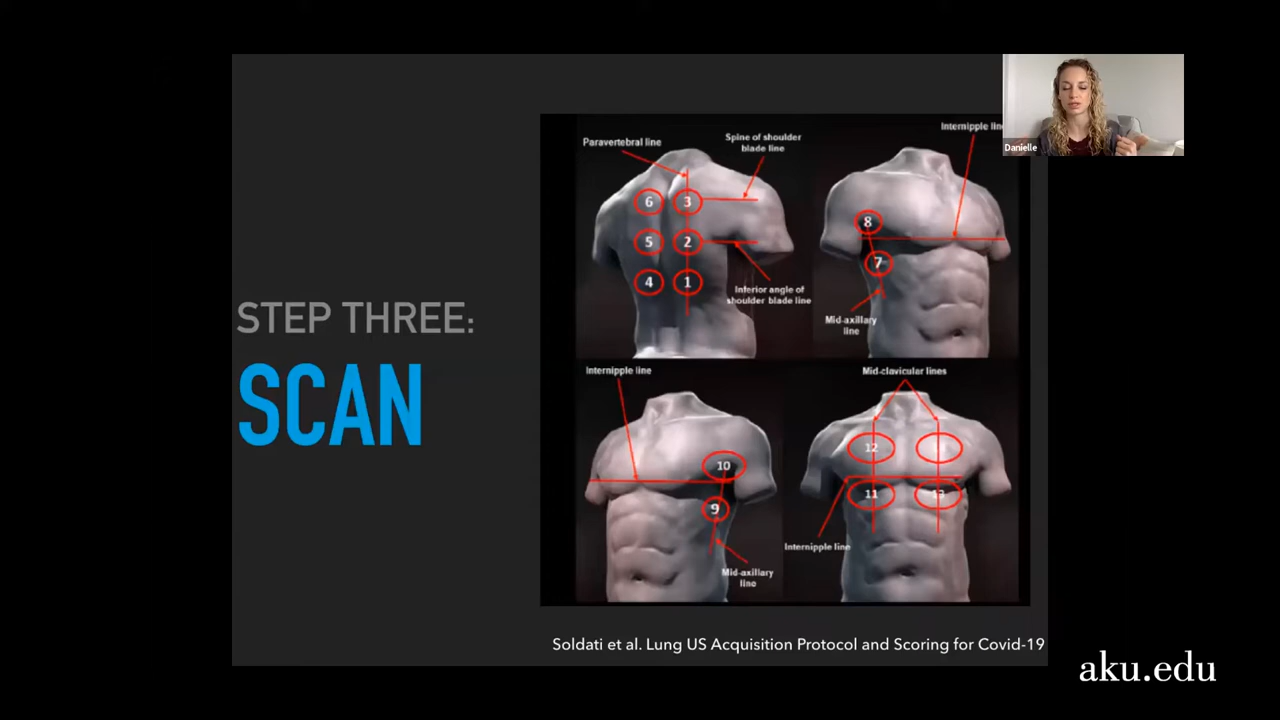 STEP THREE:
SCAN
Paravertebral line
Spine of shoulder
blade line
6
3
5
2
4
1
Inferior angle of
shoulder blade line
Internipple line
8
7
Mid-axillary
line
Internipple line
10
9
Mid-axillary
line
Mid-clavicular lines
12
11
13
Internipple line
Danielle
Soldati et al. Lung US Acquisition Protocol and Scoring for Covid-19
aku.edu